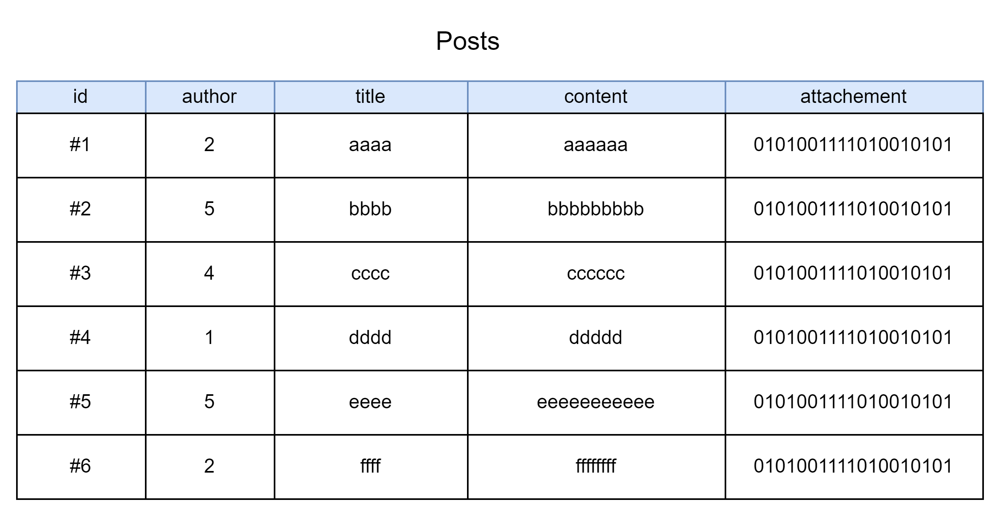 Posts
id author title content attachement
#1 2 aaaa aaaaaa 0101001111010010101
#2 5 bbbb bbbbbbbbb 0101001111010010101
#3 4 cccc cccccc 0101001111010010101
#4 1 dddd ddddd 0101001111010010101
#5 5 eeee eeeeeeeeeee 0101001111010010101
#6 2 ffff ffffffff 0101001111010010101